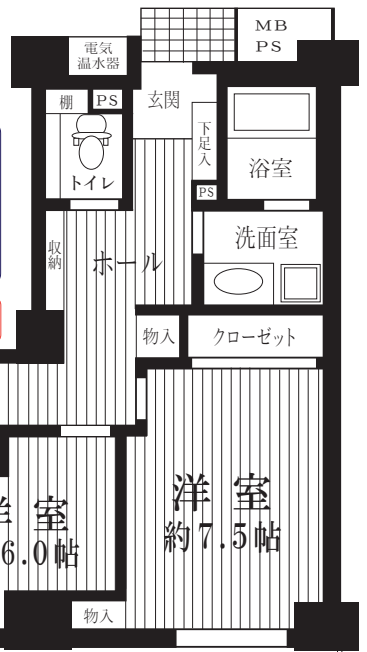 MB
PS
電気
温水器
棚
PS
玄関
下足入
トイレ
浴室
PS
収納
ホール
洗面室
物入
クローゼット
洋室
約7.5帖
室
6.0帖
物入